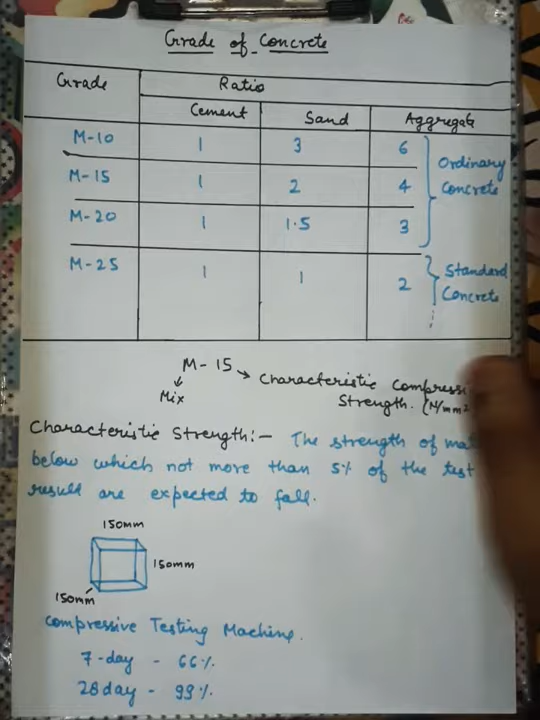 Grade of Concrete
Grade Ratio
Cement Sand Aggregate
M-10 1 3 6
M-15 1 2 4
M-20 1 1.5 3
Ordinary
Concrete
M-25 1 1 2
Standard
Concrete
M-15
Mix
Characteristic
Strength. (N/mm2
Characteristic Strength:- The strength of
below which not more than 5% of the test
result are expected to fall.
150mm
150mm
150mm
Compressive Testing Machine.
7-day - 66%
28day - 99%